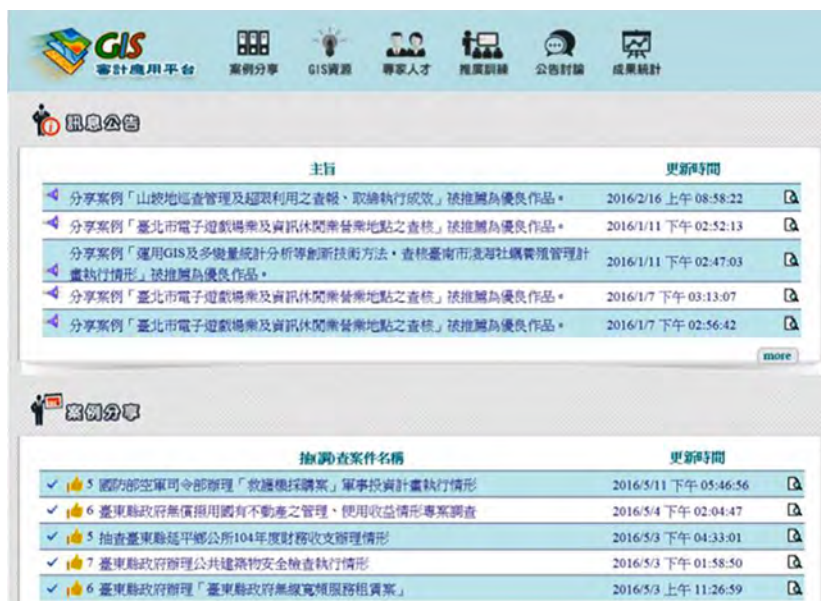 GIS
審計應用平台
案例分享
GIS資源
專家人才
推廣訓練
公告討論
成果統計
訊息公告
主旨 更新時間
分享案例「山坡地巡查管理及超限利用之查報、取締執行成效」被推薦為優良作品。 2016/2/16 上午 08:58:22
分享案例「臺北市電子遊戲場業及資訊休閒業營業地點之查核」被推薦為優良作品。 2016/1/11 下午 02:52:13
分享案例「運用GIS及多變量統計分析等創新技術方法，查核臺南市淺海牡蠣養殖管理計
畫執行情形」被推薦為優良作品。 2016/1/11 下午 02:47:03
分享案例「臺北市電子遊戲場業及資訊休閒業營業地點之查核」被推薦為優良作品。 2016/1/7 下午 03:13:07
分享案例「臺北市電子遊戲場業及資訊休閒業營業地點之查核」被推薦為優良作品。 2016/1/7 下午 02:56:42
more
案例分享
抽(調)查案件名稱 更新時間
5 國防部空軍司令部辦理「救護機採購案」軍事投資計畫執行情形 2016/5/11 下午 05:46:56
6 臺東縣政府無償撥用國有不動產之管理、使用收益情形專案調查 2016/5/4 下午 02:04:47
5 抽查臺東縣延平鄉公所104年度財務收支辦理情形 2016/5/3 下午 04:33:01
7 臺東縣政府辦理公共建築物安全檢查執行情形 2016/5/3 下午 01:58:50
6 臺東縣政府辦理「臺東縣政府無線寬頻服務租賃案」 2016/5/3 上午 11:26:59